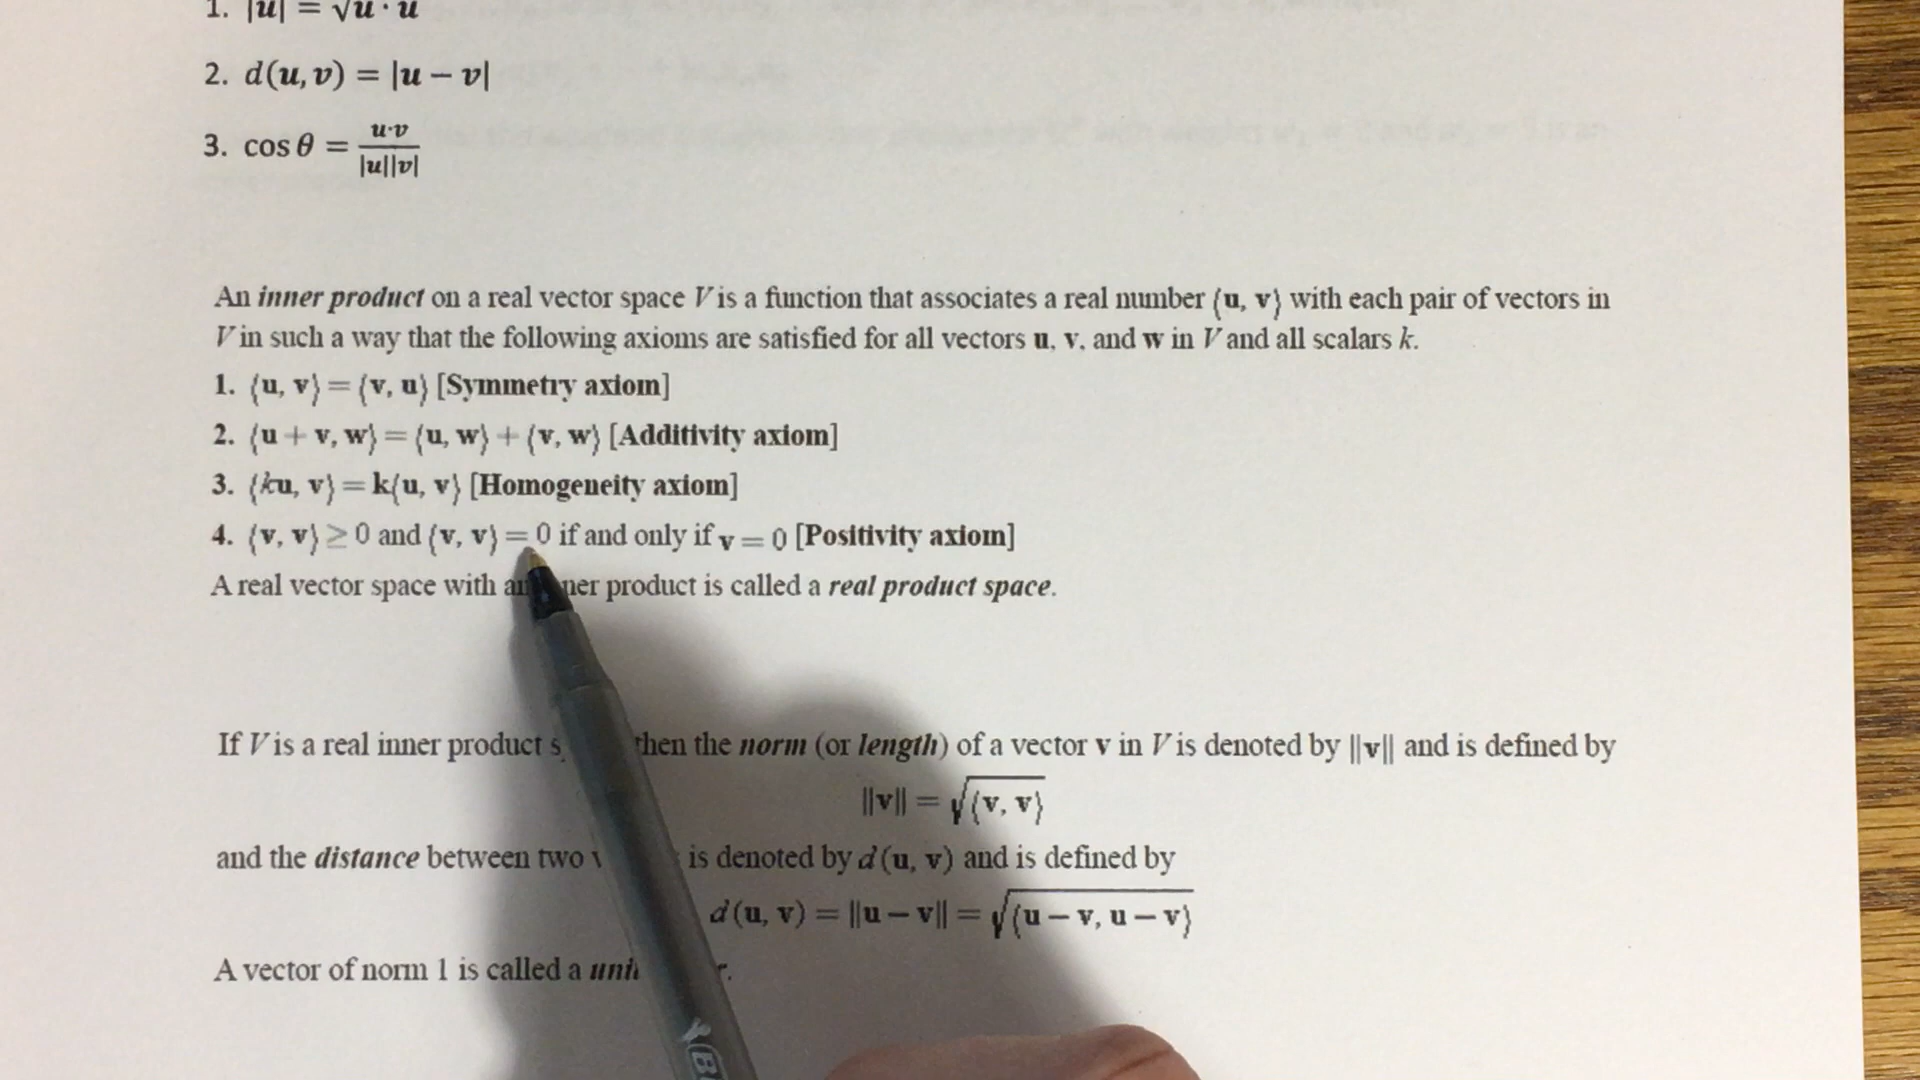 1. |u| = √u · u
2. d(u, v) = |u − v|
3. cos θ = u·v / |u||v|
An inner product on a real vector space V is a function that associates a real number ⟨u, v⟩ with each pair of vectors in
V in such a way that the following axioms are satisfied for all vectors u, v, and w in V and all scalars k.
1. ⟨u, v⟩ = ⟨v, u⟩ [Symmetry axiom]
2. ⟨u + v, w⟩ = ⟨u, w⟩ + ⟨v, w⟩ [Additivity axiom]
3. ⟨ku, v⟩ = k⟨u, v⟩ [Homogeneity axiom]
4. ⟨v, v⟩ ≥ 0 and ⟨v, v⟩ = 0 if and only if v = 0 [Positivity axiom]
A real vector space with product is called a real product space.
If V is a real inner product then the norm (or length) of a vector v in V is denoted by ||v|| and is defined by
||v|| = √⟨v, v⟩
and the distance between two is denoted by d(u, v) and is defined by
d(u, v) = ||u − v|| = √⟨u − v, u − v⟩
A vector of norm 1 is called a